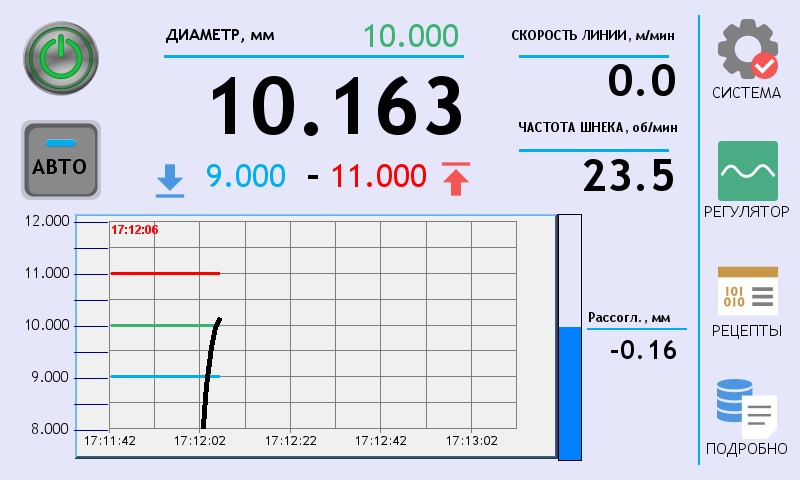 ДИАМЕТР, мм 10.000
10.163
9.000 - 11.000
АВТО
СКОРОСТЬ ЛИНИИ, м/мин
0.0
ЧАСТОТА ШНЕКА, об/мин
23.5
СИСТЕМА
РЕГУЛЯТОР
101
010
РЕЦЕПТЫ
ПОДРОБНО
12.000
11.000
10.000
9.000
8.000
17:12:06
17:11:42 17:12:02 17:12:22 17:12:42 17:13:02
Рассогл., мм
-0.16